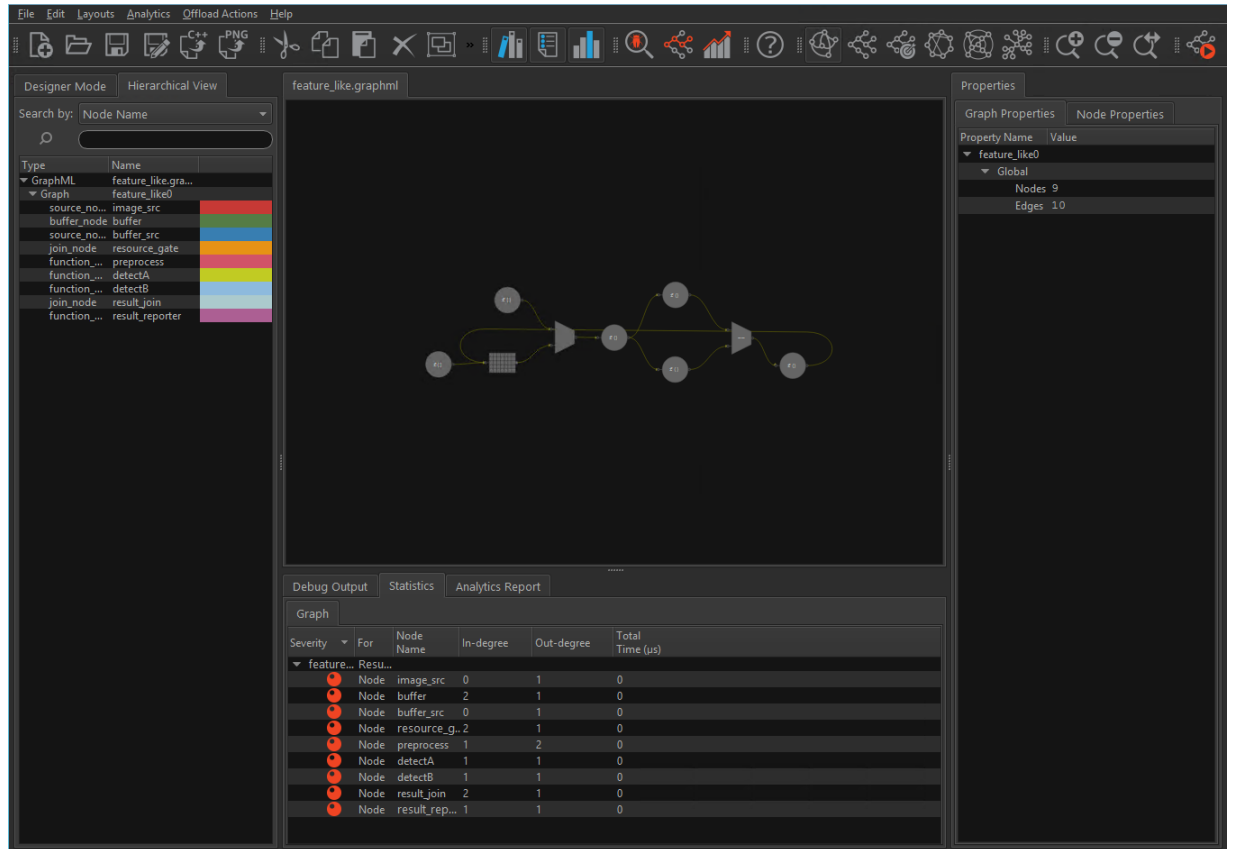 File Edit Layouts Analytics Offload Actions Help
C++ PNG
» ?
Designer Mode Hierarchical View
feature_like.graphml
Properties
Search by: Node Name
Graph Properties Node Properties
Property Name Value
feature_like0
Global
Nodes 9
Edges 10
Type Name
GraphML feature_like.gra...
Graph feature_like0
source_no... image_src
buffer_node buffer
source_no... buffer_src
join_node resource_gate
function_... preprocess
function_... detectA
function_... detectB
join_node result_join
function_... result_reporter
Debug Output Statistics Analytics Report
Graph
Severity For Node Name In-degree Out-degree Total Time (µs)
feature... Resu...
Node image_src 0 1 0
Node buffer 2 1 0
Node buffer_src 0 1 0
Node resource_g.. 2 1 0
Node preprocess 1 2 0
Node detectA 1 1 0
Node detectB 1 1 0
Node result_join 2 1 0
Node result_rep... 1 1 0